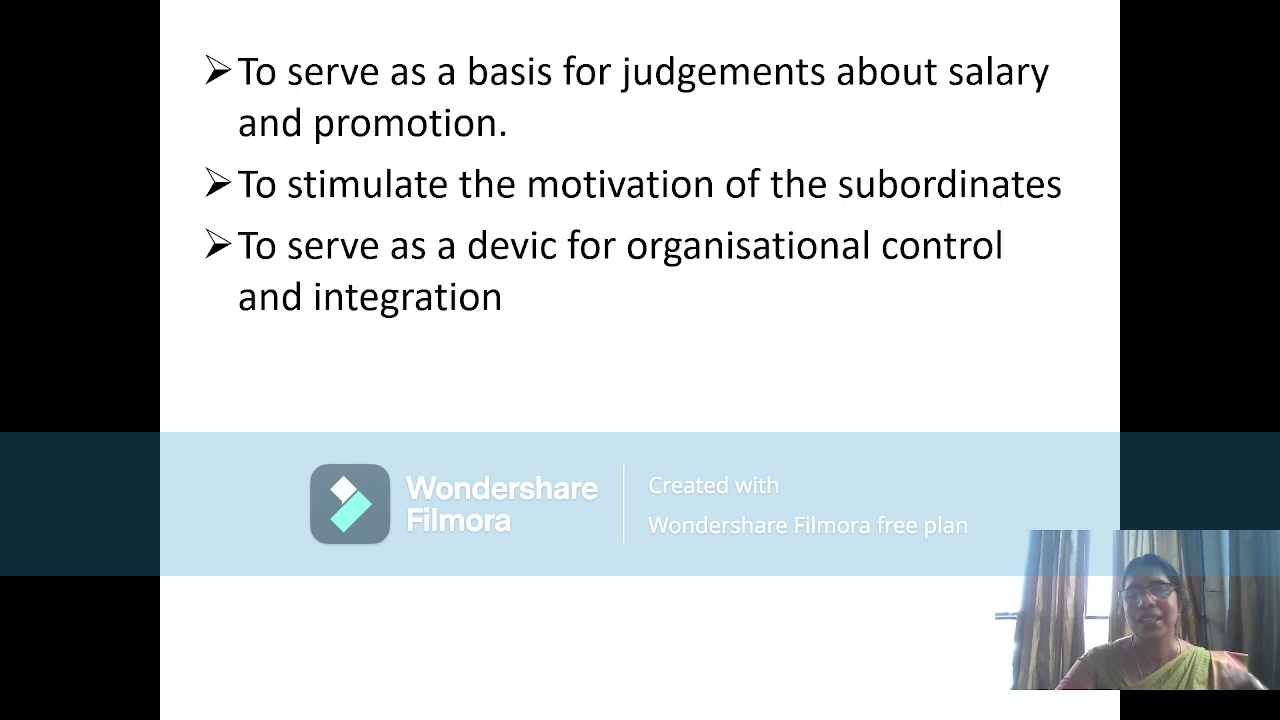 To serve as a basis for judgements about salary
and promotion.
To stimulate the motivation of the subordinates
To serve as a devic for organisational control
and integration
Wondershare
Filmora
Created with
Wondershare Filmora free plan